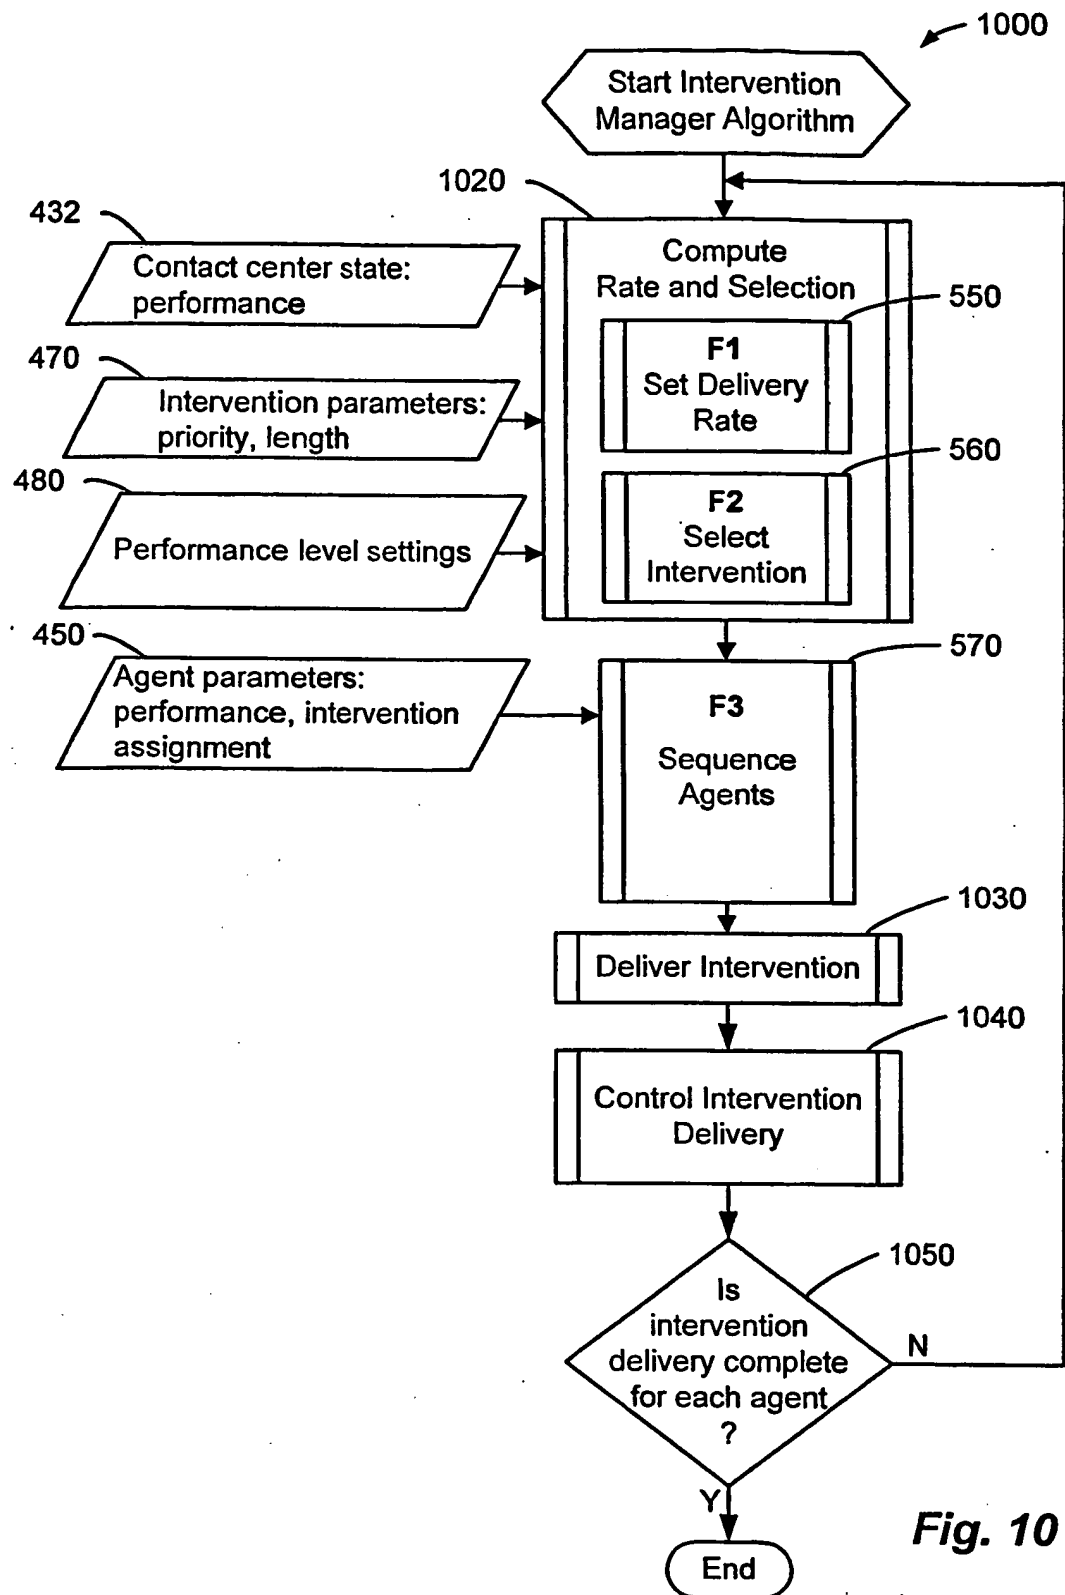 1000
Start Intervention
Manager Algorithm
1020
432
Contact center state:
performance
Compute
Rate and Selection
550
F1
Set Delivery
Rate
470
Intervention parameters:
priority, length
480
Performance level settings
560
F2
Select
Intervention
450
Agent parameters:
performance, intervention
assignment
570
F3
Sequence
Agents
1030
Deliver Intervention
1040
Control Intervention
Delivery
1050
Is
intervention
delivery complete
for each agent
?
N
Y
End
Fig. 10